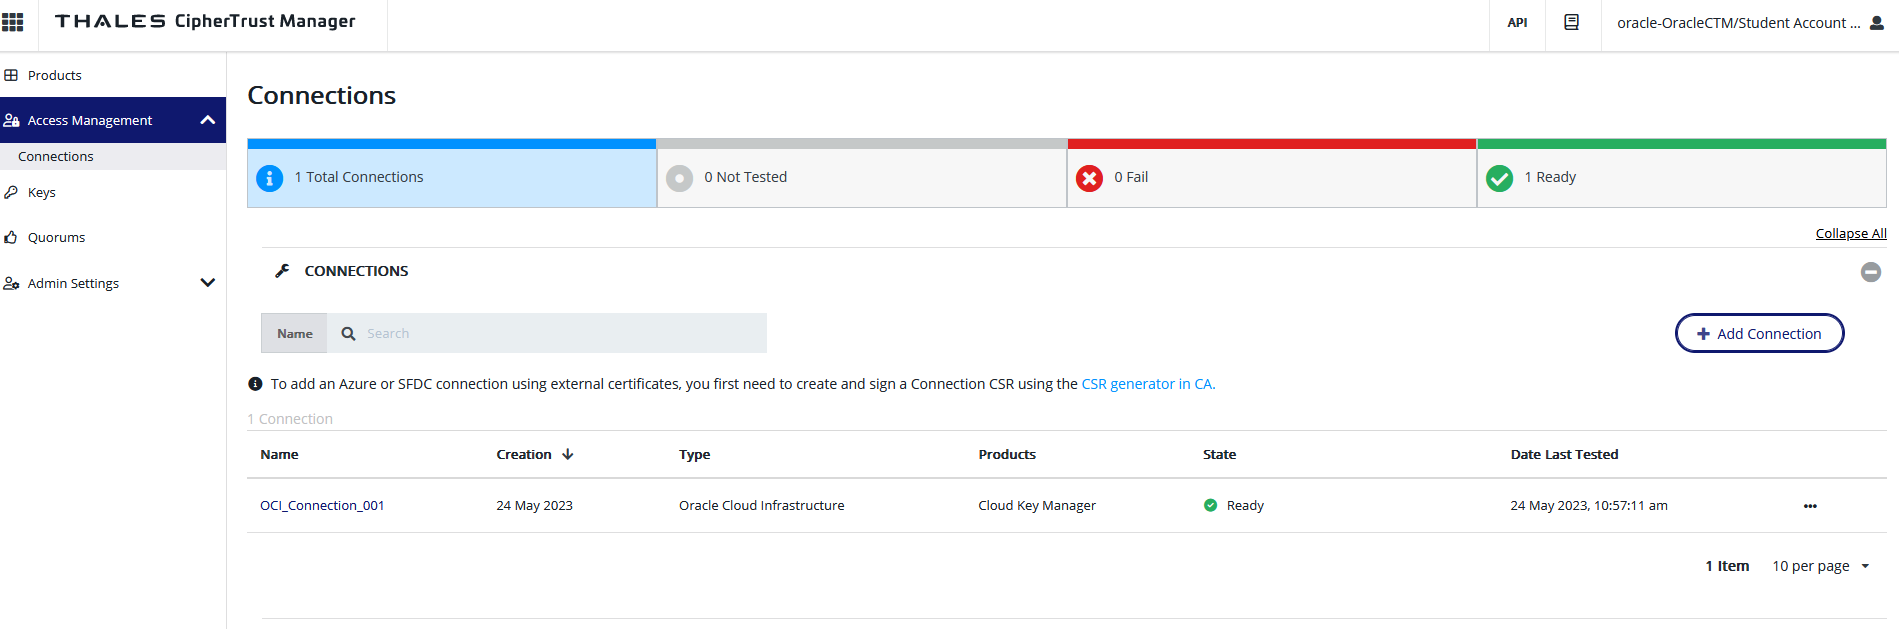 THALES CipherTrust Manager
API
oracle-OracleCTM/Student Account ...
Products
Access Management
Connections
Keys
Quorums
Admin Settings
Connections
1 Total Connections
0 Not Tested
0 Fail
1 Ready
Collapse All
CONNECTIONS
Name
Search
Add Connection
To add an Azure or SFDC connection using external certificates, you first need to create and sign a Connection CSR using the CSR generator in CA.
1 Connection
Name Creation Type Products State Date Last Tested
OCI_Connection_001 24 May 2023 Oracle Cloud Infrastructure Cloud Key Manager Ready 24 May 2023, 10:57:11 am
1 Item 10 per page